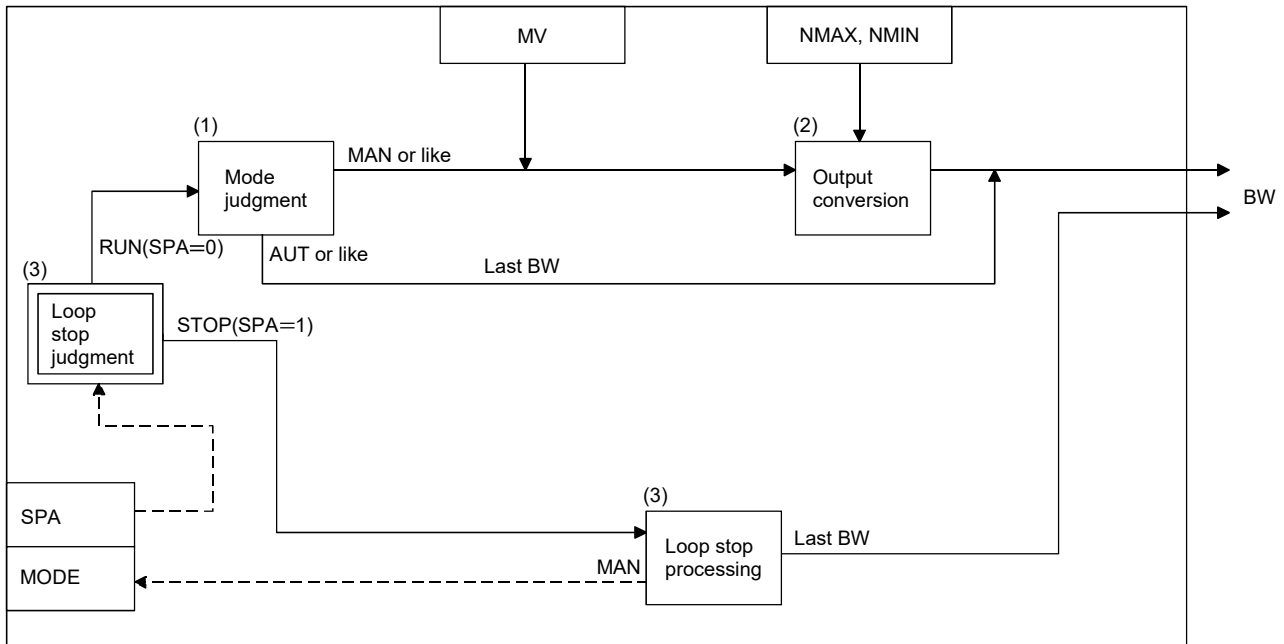 MV
NMAX, NMIN
(1)
Mode
judgment
MAN or like
(2)
Output
conversion
BW
RUN(SPA=0)
AUT or like
Last BW
(3)
Loop
stop
judgment
STOP(SPA=1)
SPA
MODE
(3)
Loop stop
processing
Last BW
MAN